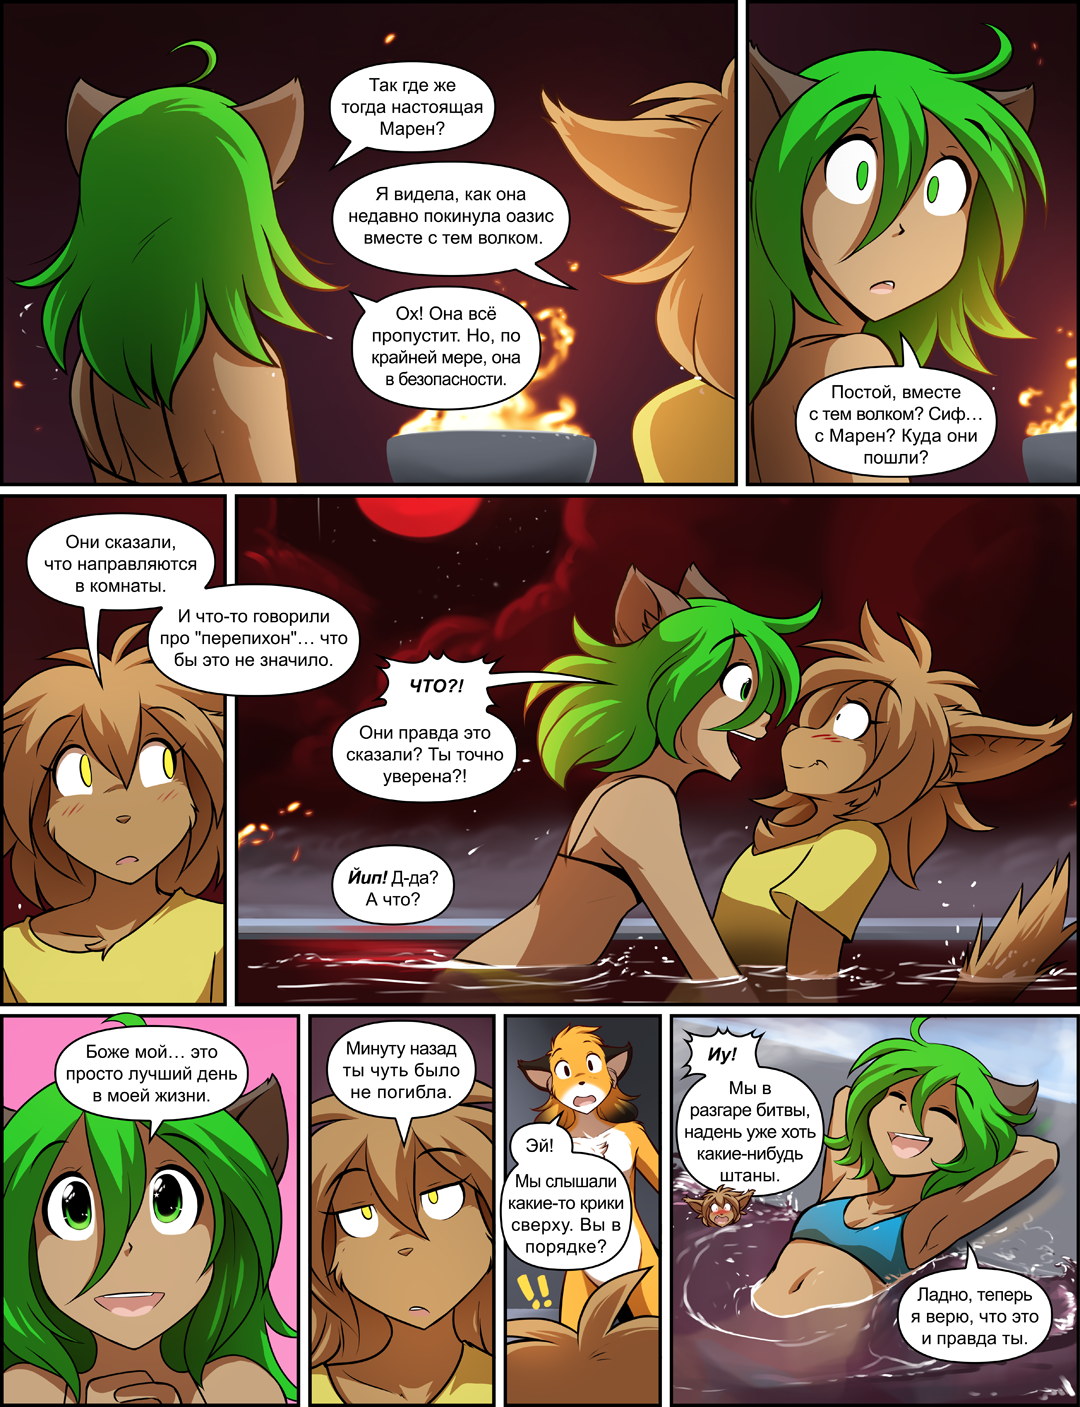 Так где же
тогда настоящая
Марен?
Я видела, как она
недавно покинула оазис
вместе с тем волком.
Ох! Она всё
пропустит. Но, по
крайней мере, она
в безопасности.
Постой, вместе
с тем волком? Сиф...
с Марен? Куда они
пошли?
Они сказали,
что направляются
в комнаты.
И что-то говорили
про "перепихон"... что
бы это не значило.
ЧТО?!
Они правда это
сказали? Ты точно
уверена?!
Йип! Д-да?
А что?
Боже мой... это
просто лучший день
в моей жизни.
Минуту назад
ты чуть было
не погибла.
Эй!
Мы слышали
какие-то крики
сверху. Вы в
порядке?
!!
Иу!
Мы в
разгаре битвы,
надень уже хоть
какие-нибудь
штаны.
Ладно, теперь
я верю, что это
и правда ты.